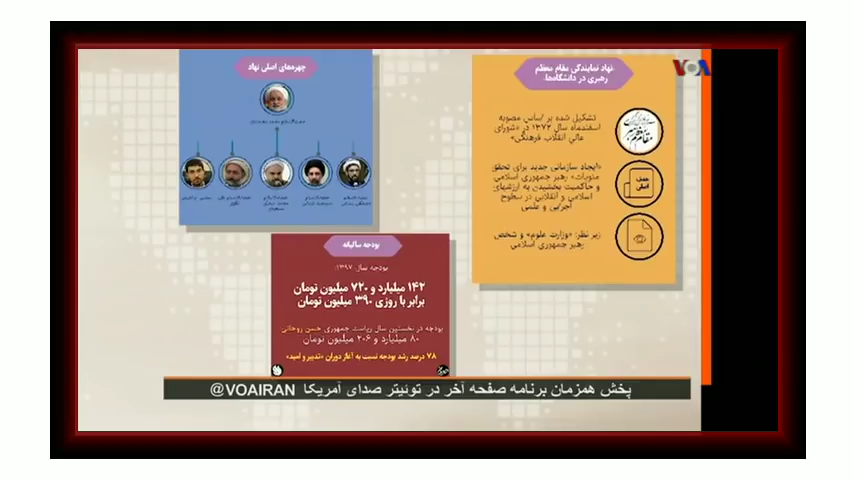 VOA
نهاد نمایندگی مقام معظم
رهبری در دانشگاه‌ها
تشکیل شده بر اساس مصوبه
اسفندماه سال ۱۳۷۲ در «شورای
عالی انقلاب فرهنگی»
هدف
اصلی
«ایجاد سازمانی جدید برای تحقق
منویات» رهبر جمهوری اسلامی
و حاکمیت بخشیدن به ارزشهای
اسلامی و انقلابی در سطوح
اجرایی و علمی
زیر نظر: «وزارت علوم» و شخص
رهبر جمهوری اسلامی
چهره‌های اصلی نهاد
بودجه سالیانه
بودجه سال ۱۳۹۷:
۱۴۲ میلیارد و ۷۲۰ میلیون تومان
برابر با روزی ۳۹۰ میلیون تومان
بودجه در نخستین سال ریاست جمهوری حسن روحانی
۸۰ میلیارد و ۲۰۶ میلیون تومان
۷۸ درصد رشد بودجه نسبت به آغاز دوران «تدبیر و امید»
پخش همزمان برنامه صفحه آخر در توئیتر صدای آمریکا @VOAIRAN